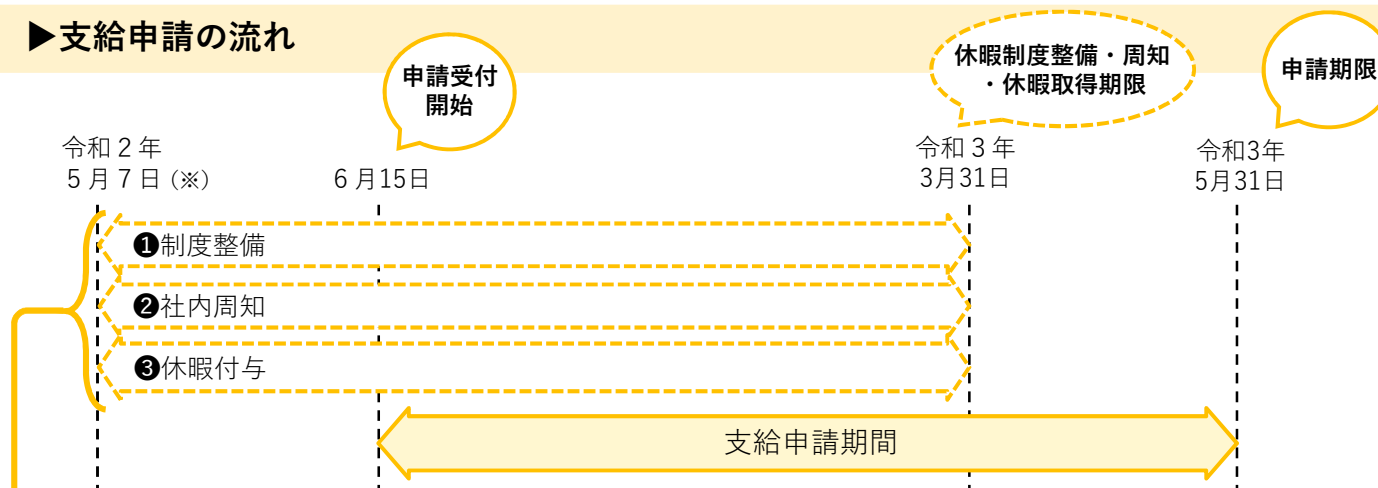 ▶支給申請の流れ
申請受付
開始
休暇制度整備・周知
・休暇取得期限
申請期限
令和２年
５月７日（※）
６月15日
令和３年
3月31日
令和3年
5月31日
❶制度整備
❷社内周知
❸休暇付与
支給申請期間